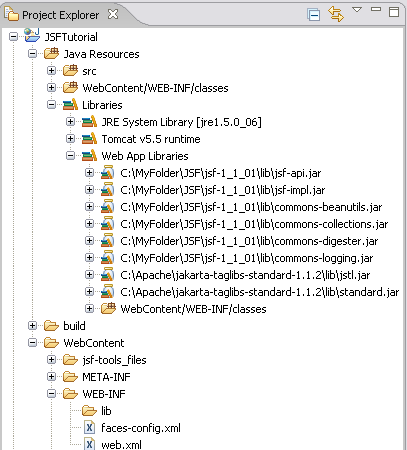 Project Explorer
JSFTutorial
Java Resources
src
WebContent/WEB-INF/classes
Libraries
JRE System Library [jre1.5.0_06]
Tomcat v5.5 runtime
Web App Libraries
C:\MyFolder\JSF\jsf-1_1_01\lib\jsf-api.jar
C:\MyFolder\JSF\jsf-1_1_01\lib\jsf-impl.jar
C:\MyFolder\JSF\jsf-1_1_01\lib\commons-beanutils.jar
C:\MyFolder\JSF\jsf-1_1_01\lib\commons-collections.jar
C:\MyFolder\JSF\jsf-1_1_01\lib\commons-digester.jar
C:\MyFolder\JSF\jsf-1_1_01\lib\commons-logging.jar
C:\Apache\jakarta-taglibs-standard-1.1.2\lib\jstl.jar
C:\Apache\jakarta-taglibs-standard-1.1.2\lib\standard.jar
WebContent/WEB-INF/classes
build
WebContent
jsf-tools_files
META-INF
WEB-INF
lib
faces-config.xml
web.xml